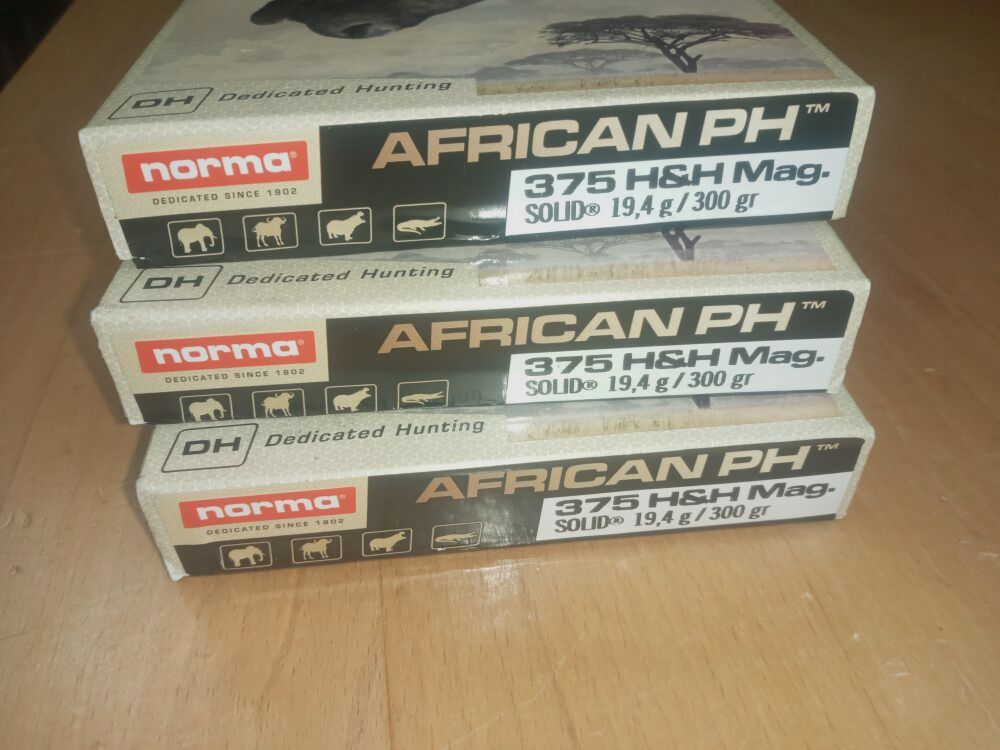 DH Dedicated Hunting
norma®
DEDICATED SINCE 1902
AFRICAN PH™
375 H&H Mag.
SOLID® 19,4 g / 300 gr
DH Dedicated Hunting
norma®
DEDICATED SINCE 1902
AFRICAN PH™
375 H&H Mag.
SOLID® 19,4 g / 300 gr
DH Dedicated Hunting
norma®
DEDICATED SINCE 1902
AFRICAN PH™
375 H&H Mag.
SOLID® 19,4 g / 300 gr